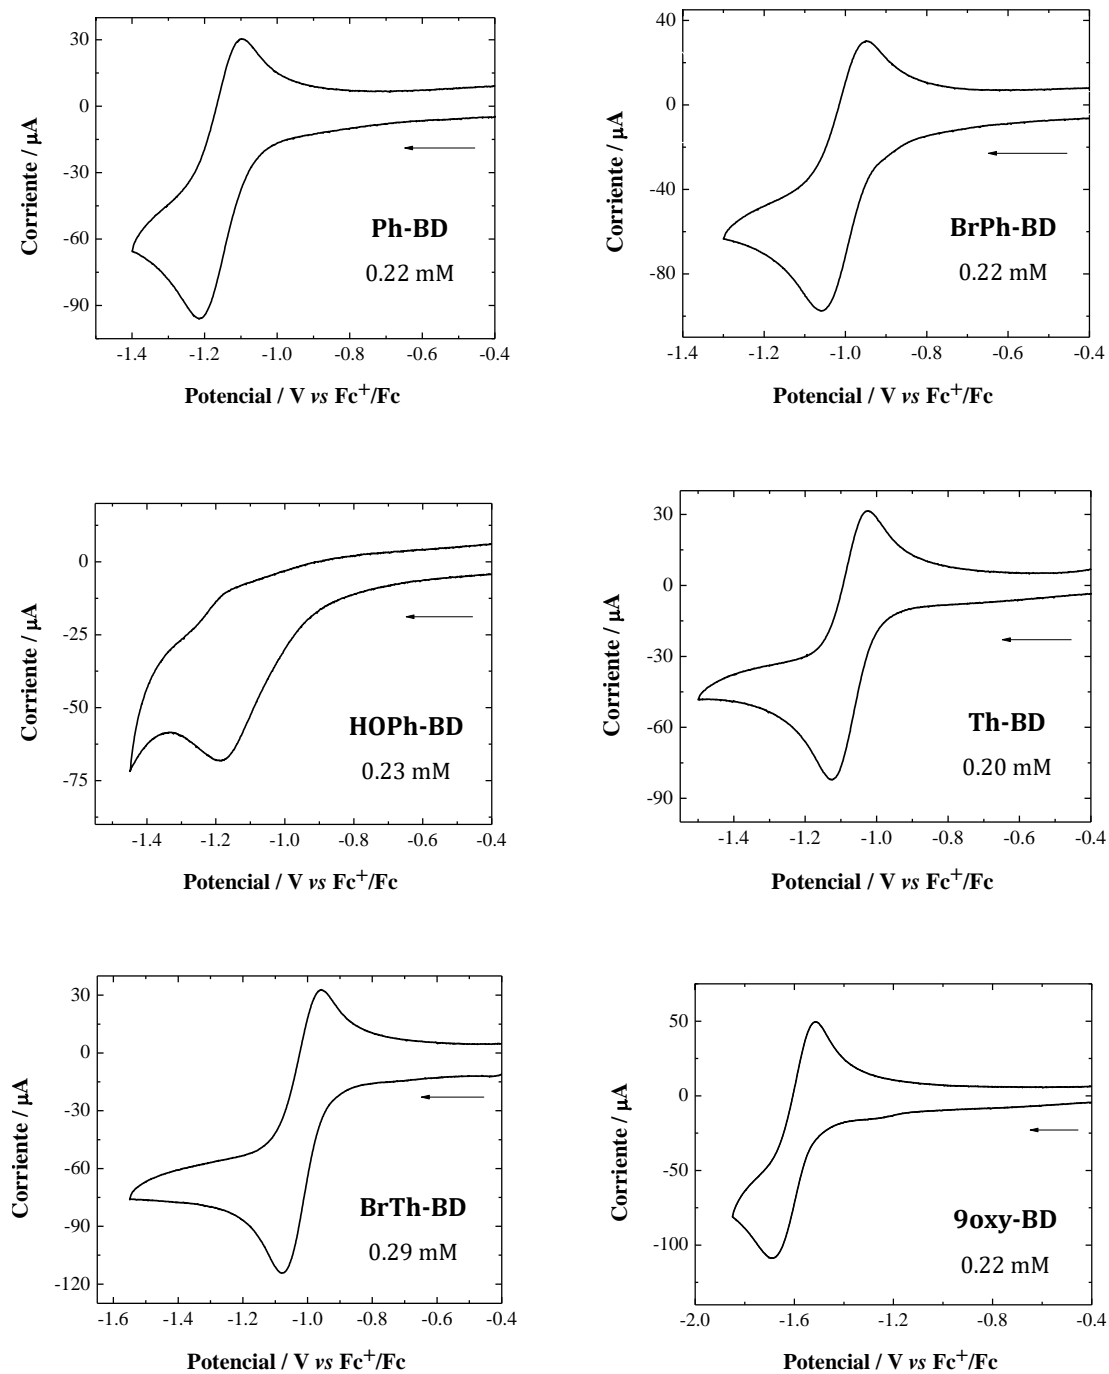 30
0
-30
-60
-90
-1.4
-1.2
-1.0
-0.8
-0.6
-0.4
Corriente / µA
Ph-BD
0.22 mM
Potencial / V vs Fc⁺/Fc
40
0
-40
-80
-1.4
-1.2
-1.0
-0.8
-0.6
-0.4
Corriente / µA
BrPh-BD
0.22 mM
Potencial / V vs Fc⁺/Fc
0
-25
-50
-75
-1.4
-1.2
-1.0
-0.8
-0.6
-0.4
Corriente / µA
HOPh-BD
0.23 mM
Potencial / V vs Fc⁺/Fc
30
0
-30
-60
-90
-1.4
-1.2
-1.0
-0.8
-0.6
-0.4
Corriente / µA
Th-BD
0.20 mM
Potencial / V vs Fc⁺/Fc
30
0
-30
-60
-90
-120
-1.6
-1.4
-1.2
-1.0
-0.8
-0.6
-0.4
Corriente / µA
BrTh-BD
0.29 mM
Potencial / V vs Fc⁺/Fc
50
0
-50
-100
-2.0
-1.6
-1.2
-0.8
-0.4
Corriente / µA
9oxy-BD
0.22 mM
Potencial / V vs Fc⁺/Fc